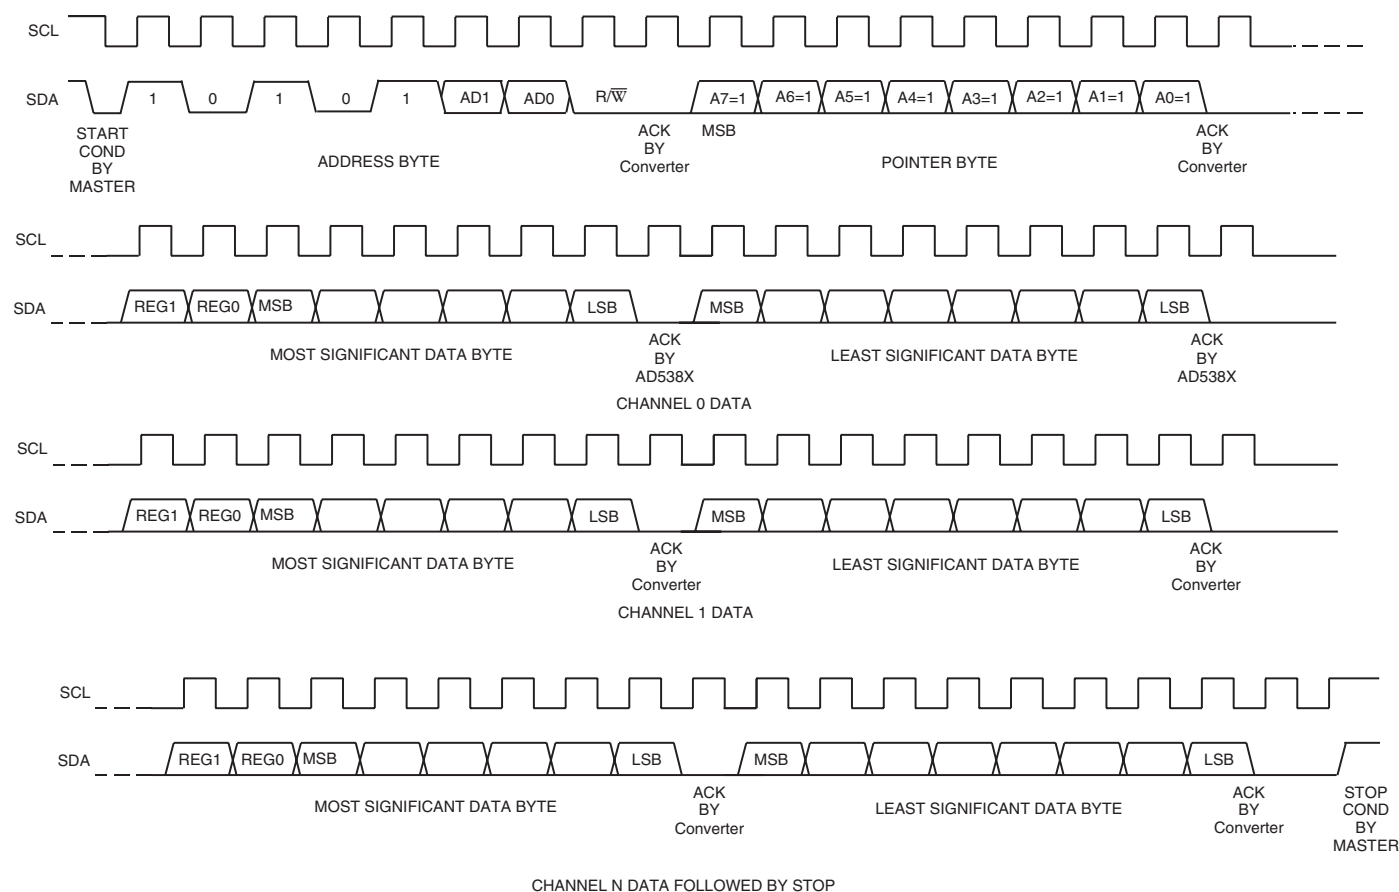 SCL
SDA 1 0 1 0 1 AD1 AD0 R/W̅ A7=1 A6=1 A5=1 A4=1 A3=1 A2=1 A1=1 A0=1
START COND BY MASTER
ADDRESS BYTE
ACK BY Converter
MSB
POINTER BYTE
ACK BY Converter
SCL
SDA REG1 REG0 MSB LSB MSB LSB
MOST SIGNIFICANT DATA BYTE
ACK BY AD538X
LEAST SIGNIFICANT DATA BYTE
ACK BY AD538X
CHANNEL 0 DATA
SCL
SDA REG1 REG0 MSB LSB MSB LSB
MOST SIGNIFICANT DATA BYTE
ACK BY Converter
LEAST SIGNIFICANT DATA BYTE
ACK BY Converter
CHANNEL 1 DATA
SCL
SDA REG1 REG0 MSB LSB MSB LSB
MOST SIGNIFICANT DATA BYTE
ACK BY Converter
LEAST SIGNIFICANT DATA BYTE
ACK BY Converter
STOP COND BY MASTER
CHANNEL N DATA FOLLOWED BY STOP